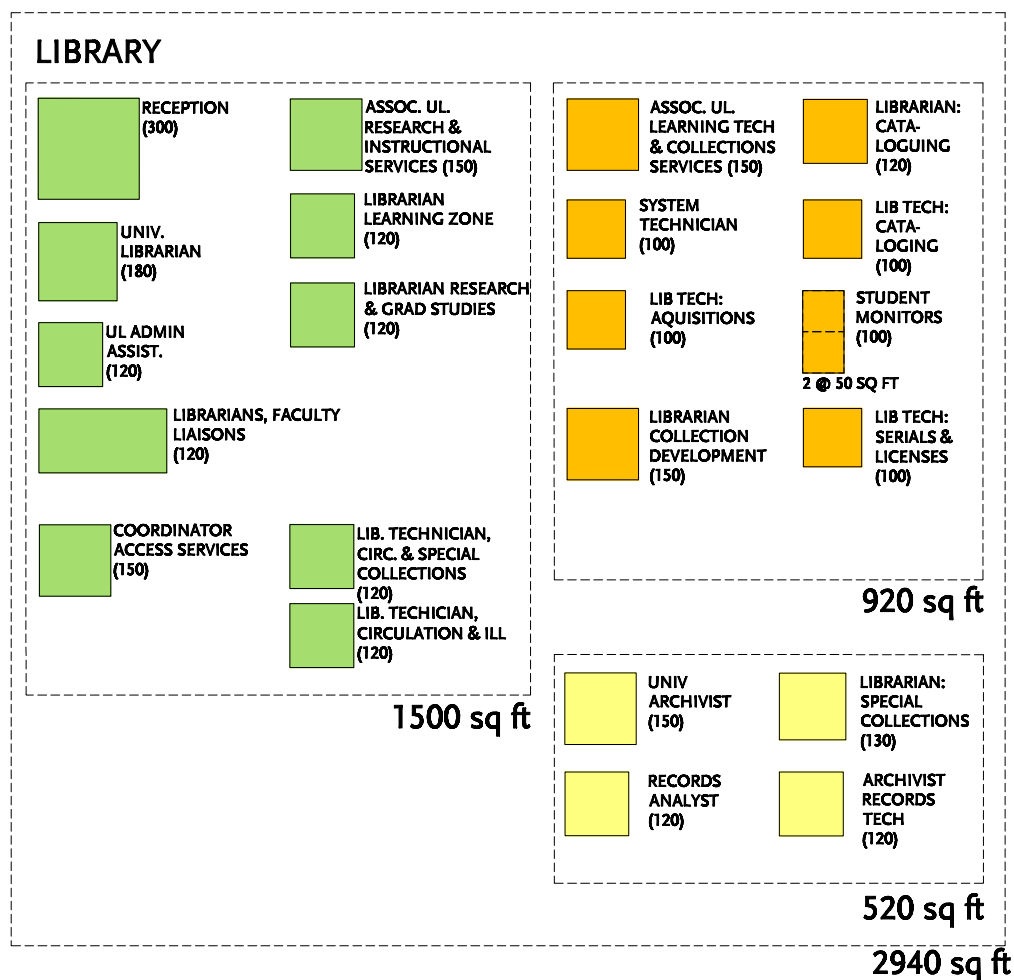 LIBRARY
RECEPTION
(300)
UNIV.
LIBRARIAN
(180)
UL ADMIN
ASSIST.
(120)
LIBRARIANS, FACULTY
LIAISONS
(120)
COORDINATOR
ACCESS SERVICES
(150)
ASSOC. UL.
RESEARCH &
INSTRUCTIONAL
SERVICES (150)
LIBRARIAN
LEARNING ZONE
(120)
LIBRARIAN RESEARCH
& GRAD STUDIES
(120)
LIB. TECHNICIAN,
CIRC. & SPECIAL
COLLECTIONS
(120)
LIB. TECHICIAN,
CIRCULATION & ILL
(120)
1500 sq ft
ASSOC. UL.
LEARNING TECH
& COLLECTIONS
SERVICES (150)
SYSTEM
TECHNICIAN
(100)
LIB TECH:
AQUISITIONS
(100)
LIBRARIAN
COLLECTION
DEVELOPMENT
(150)
LIBRARIAN:
CATA-
LOGUING
(120)
LIB TECH:
CATA-
LOGING
(100)
STUDENT
MONITORS
(100)
2 @ 50 SQ FT
LIB TECH:
SERIALS &
LICENSES
(100)
920 sq ft
UNIV
ARCHIVIST
(150)
RECORDS
ANALYST
(120)
LIBRARIAN:
SPECIAL
COLLECTIONS
(130)
ARCHIVIST
RECORDS
TECH
(120)
520 sq ft
2940 sq ft